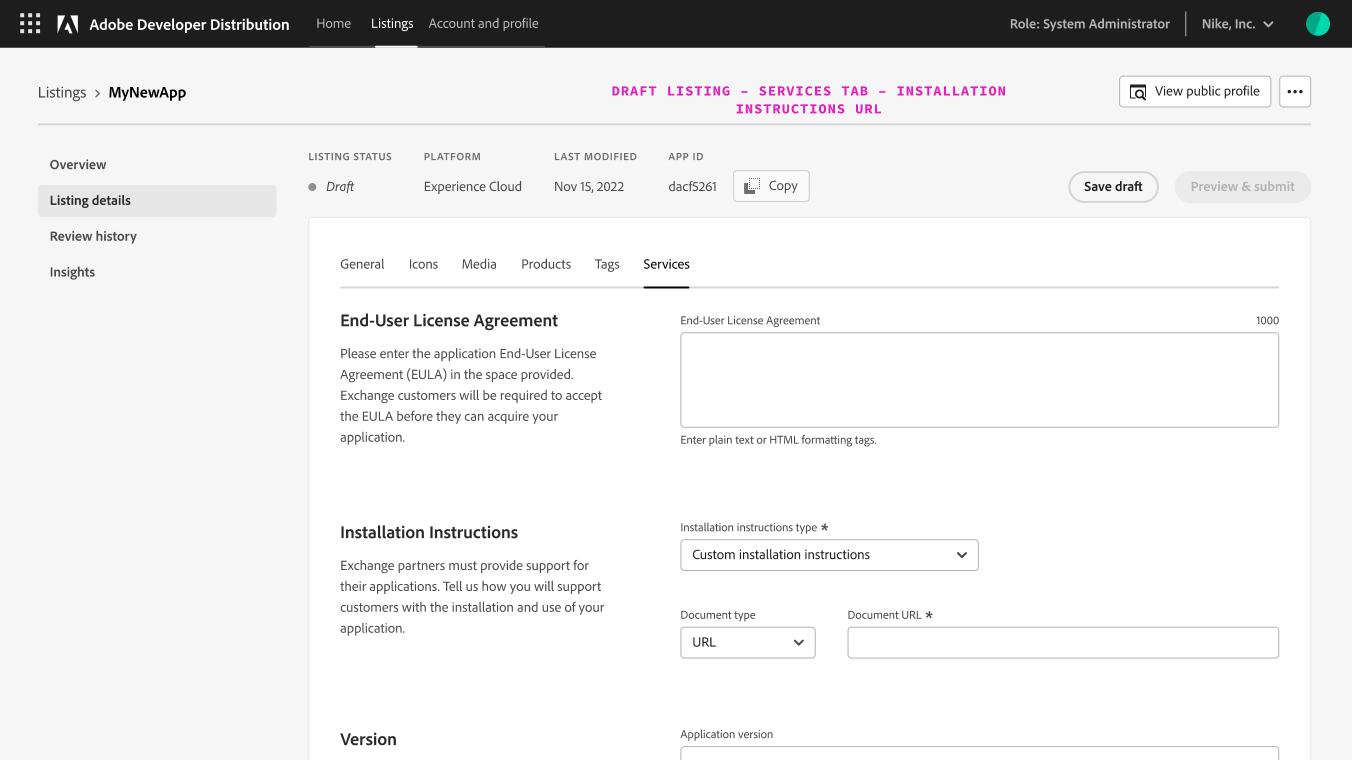 Adobe Developer Distribution
Home
Listings
Account and profile
Role: System Administrator
Nike, Inc.
Listings > MyNewApp
DRAFT LISTING – SERVICES TAB – INSTALLATION
INSTRUCTIONS URL
View public profile
Overview
Listing details
Review history
Insights
LISTING STATUS
Draft
PLATFORM
Experience Cloud
LAST MODIFIED
Nov 15, 2022
APP ID
dacf5261
Copy
Save draft
Preview & submit
General
Icons
Media
Products
Tags
Services
End-User License Agreement
Please enter the application End-User License
Agreement (EULA) in the space provided.
Exchange customers will be required to accept
the EULA before they can acquire your
application.
End-User License Agreement
1000
Enter plain text or HTML formatting tags.
Installation Instructions
Exchange partners must provide support for
their applications. Tell us how you will support
customers with the installation and use of your
application.
Installation instructions type *
Custom installation instructions
Document type
URL
Document URL *
Version
Application version